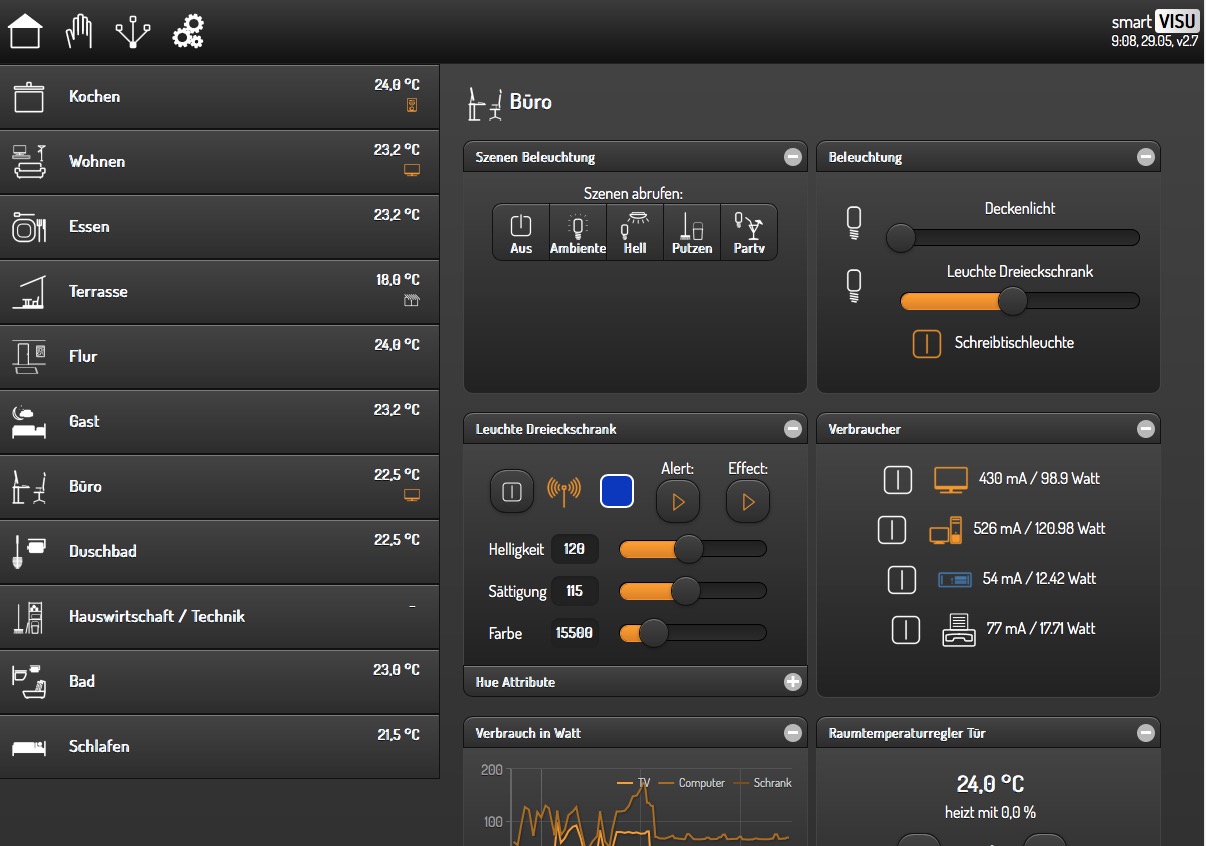 smart VISU
9:08, 29.05, v2.7
Kochen
24,0 °C
Wohnen
23,2 °C
Essen
23,2 °C
Terrasse
18,0 °C
Flur
24,0 °C
Gast
23,2 °C
Büro
22,5 °C
Duschbad
22,5 °C
Hauswirtschaft / Technik
–
Bad
23,0 °C
Schlafen
21,5 °C
Büro
Szenen Beleuchtung
Szenen abrufen:
Aus Ambiente Hell Putzen Party
Beleuchtung
Deckenlicht
Leuchte Dreieckschrank
Schreibtischleuchte
Leuchte Dreieckschrank
Alert: Effect:
Helligkeit 120
Sättigung 115
Farbe 15500
Hue Attribute
Verbraucher
430 mA / 98.9 Watt
526 mA / 120.98 Watt
54 mA / 12.42 Watt
77 mA / 17.71 Watt
Verbrauch in Watt
200
TV Computer Schrank
100
Raumtemperaturregler Tür
24,0 °C
heizt mit 0,0 %